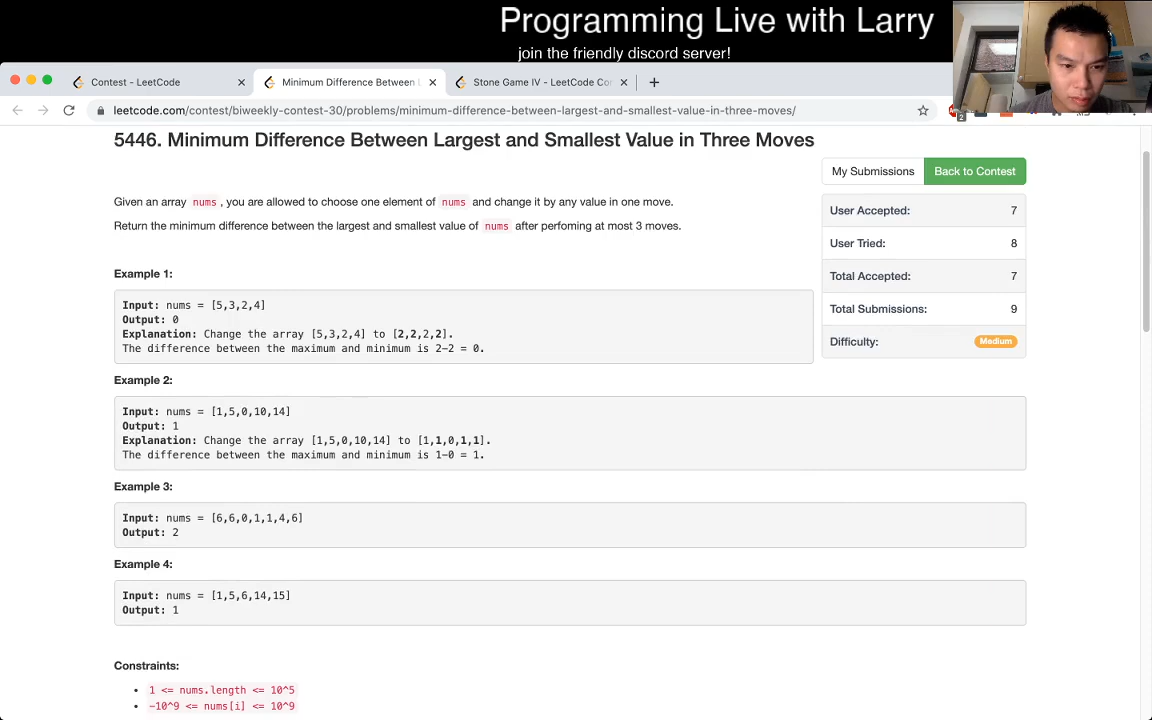 Programming Live with Larry
join the friendly discord server!
Contest - LeetCode
Minimum Difference Between L
Stone Game IV - LeetCode Con
leetcode.com/contest/biweekly-contest-30/problems/minimum-difference-between-largest-and-smallest-value-in-three-moves/
2
5446. Minimum Difference Between Largest and Smallest Value in Three Moves
My Submissions
Back to Contest
Given an array nums, you are allowed to choose one element of nums and change it by any value in one move.
Return the minimum difference between the largest and smallest value of nums after perfoming at most 3 moves.
User Accepted: 7
User Tried: 8
Total Accepted: 7
Total Submissions: 9
Difficulty: Medium
Example 1:
Input: nums = [5,3,2,4]
Output: 0
Explanation: Change the array [5,3,2,4] to [2,2,2,2].
The difference between the maximum and minimum is 2-2 = 0.
Example 2:
Input: nums = [1,5,0,10,14]
Output: 1
Explanation: Change the array [1,5,0,10,14] to [1,1,0,1,1].
The difference between the maximum and minimum is 1-0 = 1.
Example 3:
Input: nums = [6,6,0,1,1,4,6]
Output: 2
Example 4:
Input: nums = [1,5,6,14,15]
Output: 1
Constraints:
1 <= nums.length <= 10^5
-10^9 <= nums[i] <= 10^9